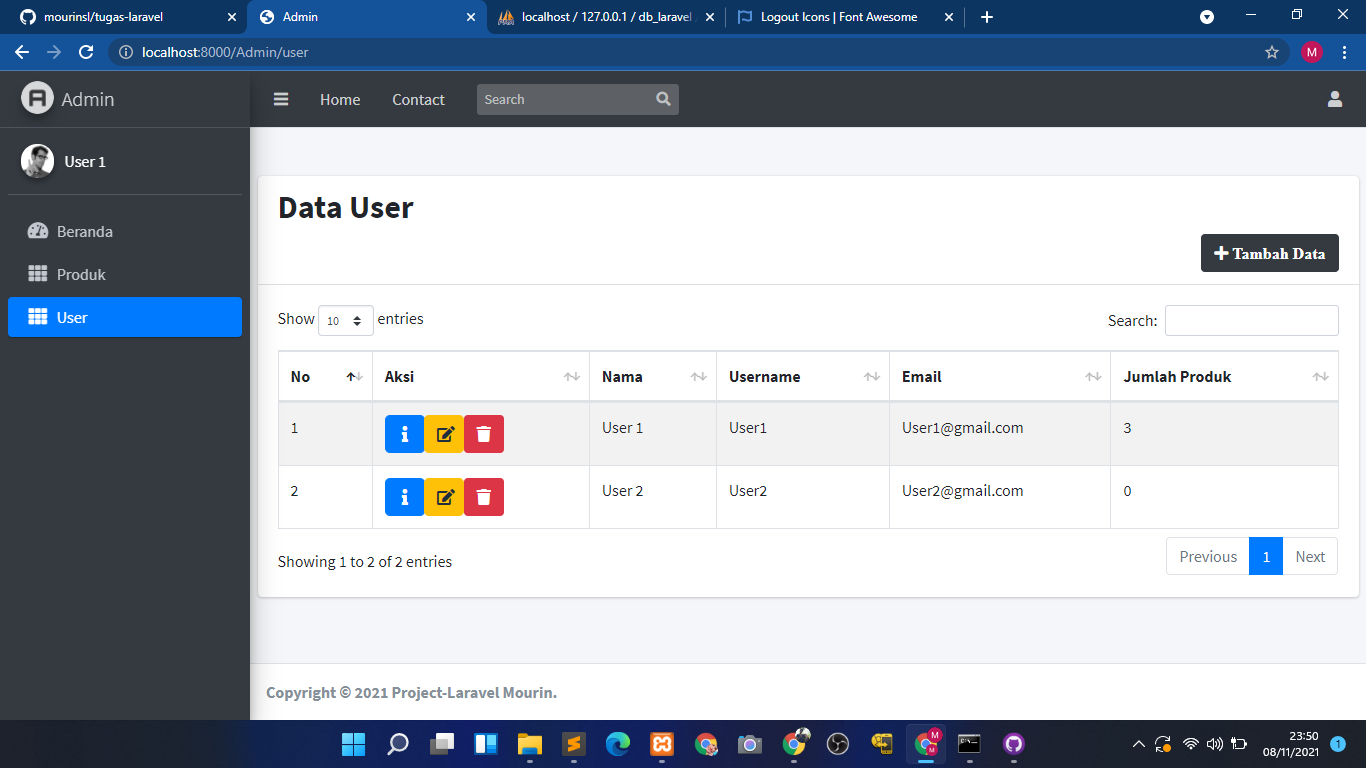 mourinsl/tugas-laravel
Admin
localhost / 127.0.0.1 / db_laravel
Logout Icons | Font Awesome
localhost:8000/Admin/user
M
Admin
Home
Contact
Search
User 1
Beranda
Produk
User
Data User
Tambah Data
Show 10 entries
Search:
No Aksi Nama Username Email Jumlah Produk
1 User 1 User1 User1@gmail.com 3
2 User 2 User2 User2@gmail.com 0
Showing 1 to 2 of 2 entries
Previous 1 Next
Copyright © 2021 Project-Laravel Mourin.
M
23:50
08/11/2021
1